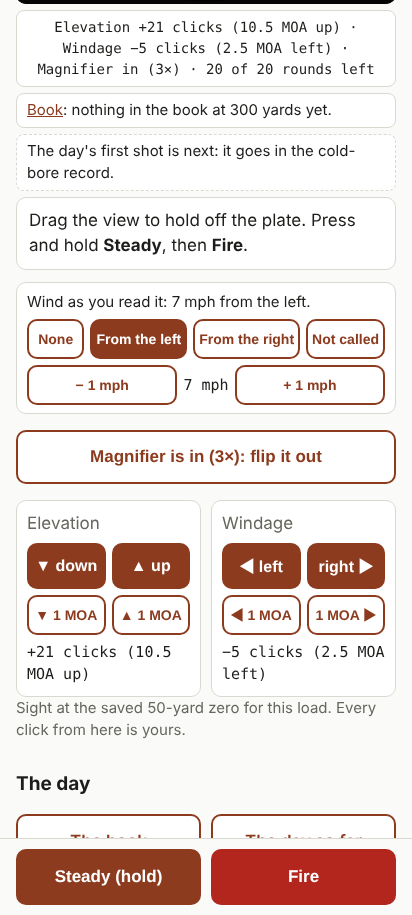 Elevation +21 clicks (10.5 MOA up) ·
Windage −5 clicks (2.5 MOA left) ·
Magnifier in (3×) · 20 of 20 rounds left
Book: nothing in the book at 300 yards yet.
The day's first shot is next: it goes in the cold-
bore record.
Drag the view to hold off the plate. Press
and hold Steady, then Fire.
Wind as you read it: 7 mph from the left.
None
From the left
From the right
Not called
− 1 mph
7 mph
+ 1 mph
Magnifier is in (3×): flip it out
Elevation
▼ down
▲ up
▼ 1 MOA
▲ 1 MOA
+21 clicks (10.5
MOA up)
Windage
◀ left
right ▶
◀ 1 MOA
1 MOA ▶
−5 clicks (2.5 MOA
left)
Sight at the saved 50-yard zero for this load. Every
click from here is yours.
The day
Steady (hold)
Fire